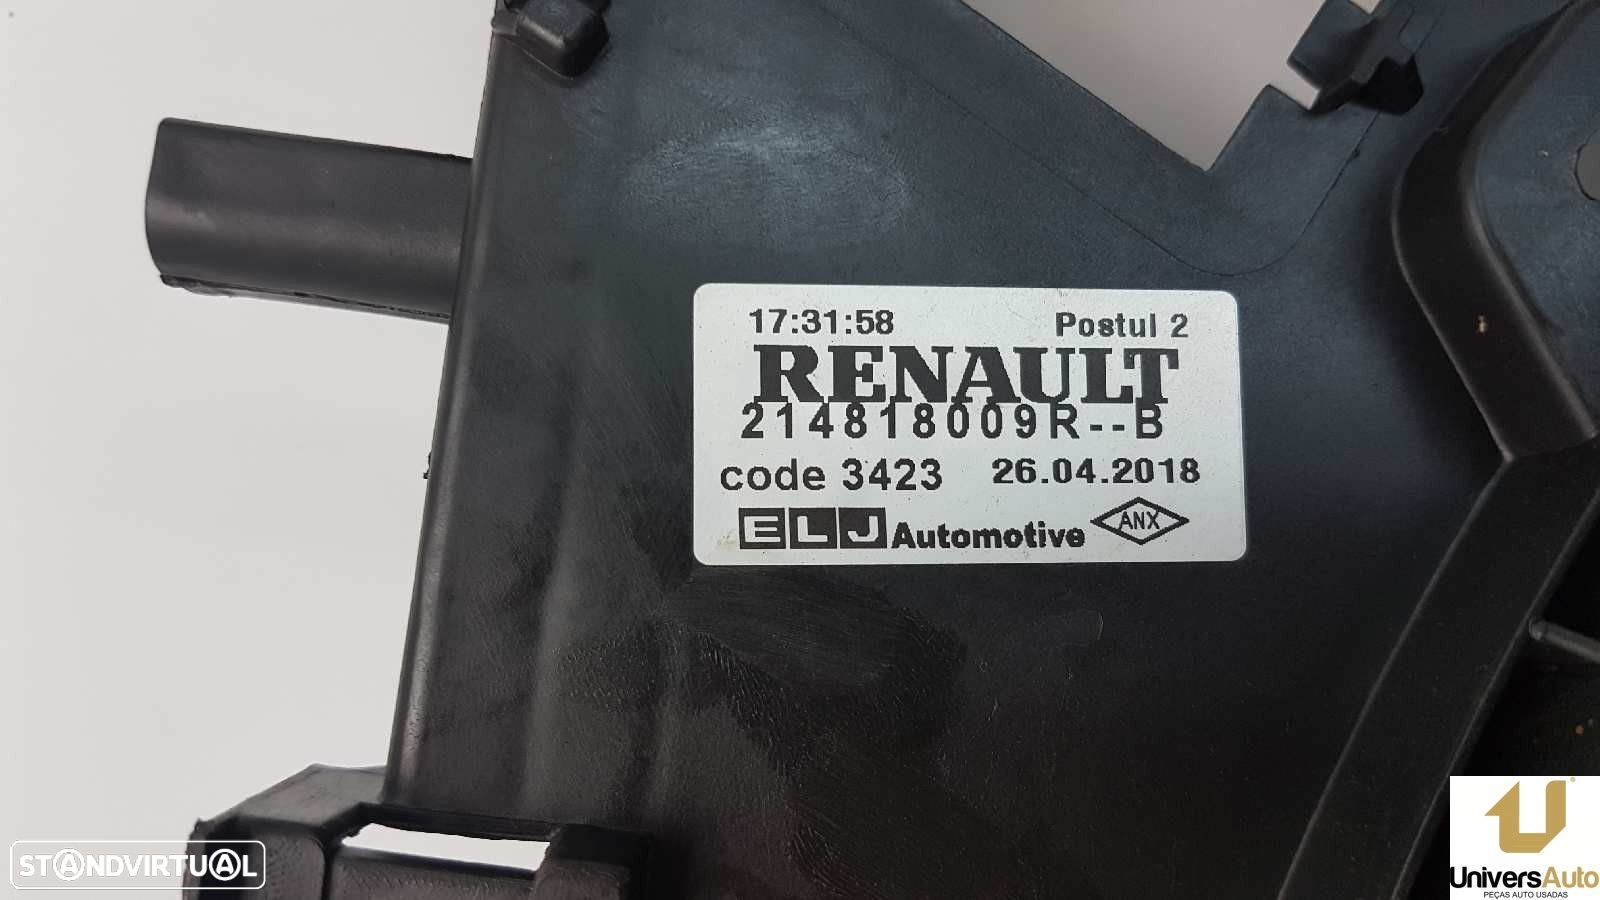 17:31:58 Postul 2
RENAULT
214818009R--B
code 3423 26.04.2018
ELJ Automotive ANX
STANDVIRTUAL
UniversAuto
PEÇAS AUTO USADAS